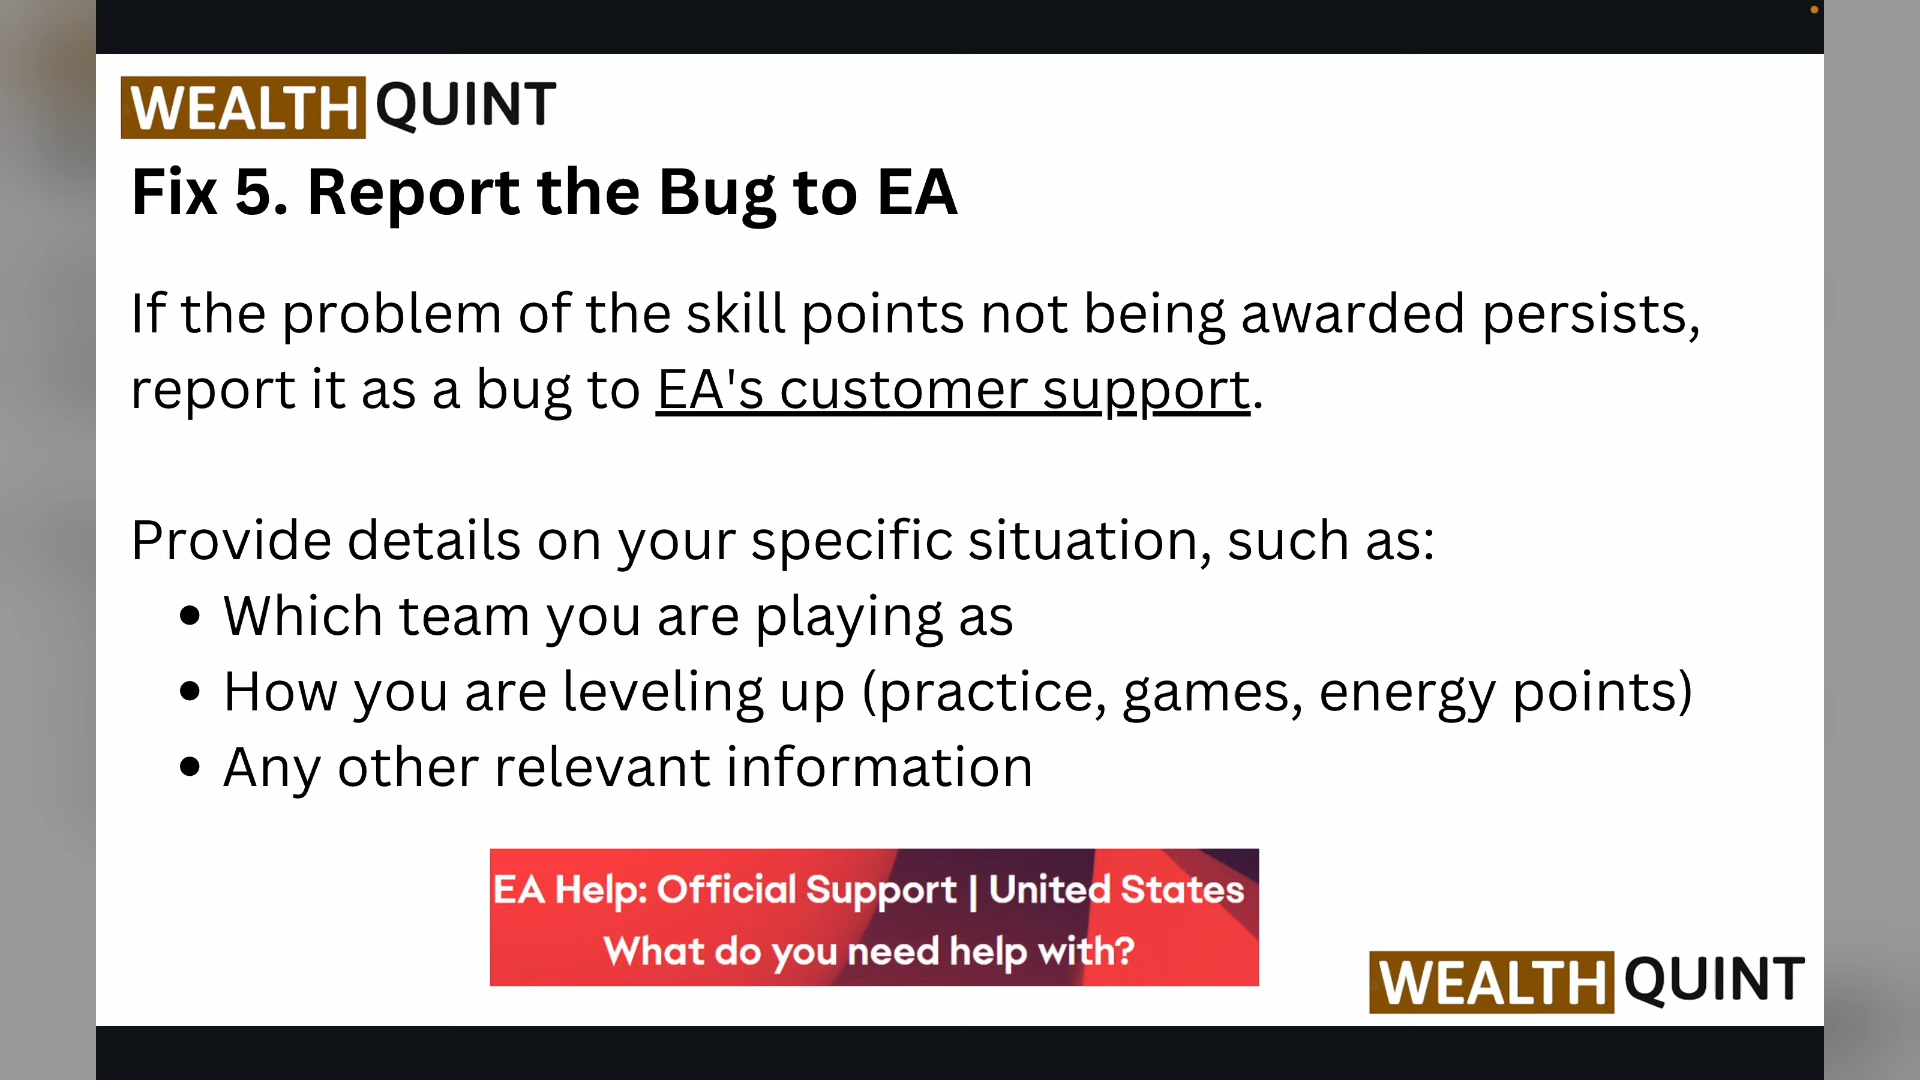 WEALTH QUINT
Fix 5. Report the Bug to EA
If the problem of the skill points not being awarded persists,
report it as a bug to EA's customer support.
Provide details on your specific situation, such as:
• Which team you are playing as
• How you are leveling up (practice, games, energy points)
• Any other relevant information
EA Help: Official Support | United States
What do you need help with?
WEALTH QUINT